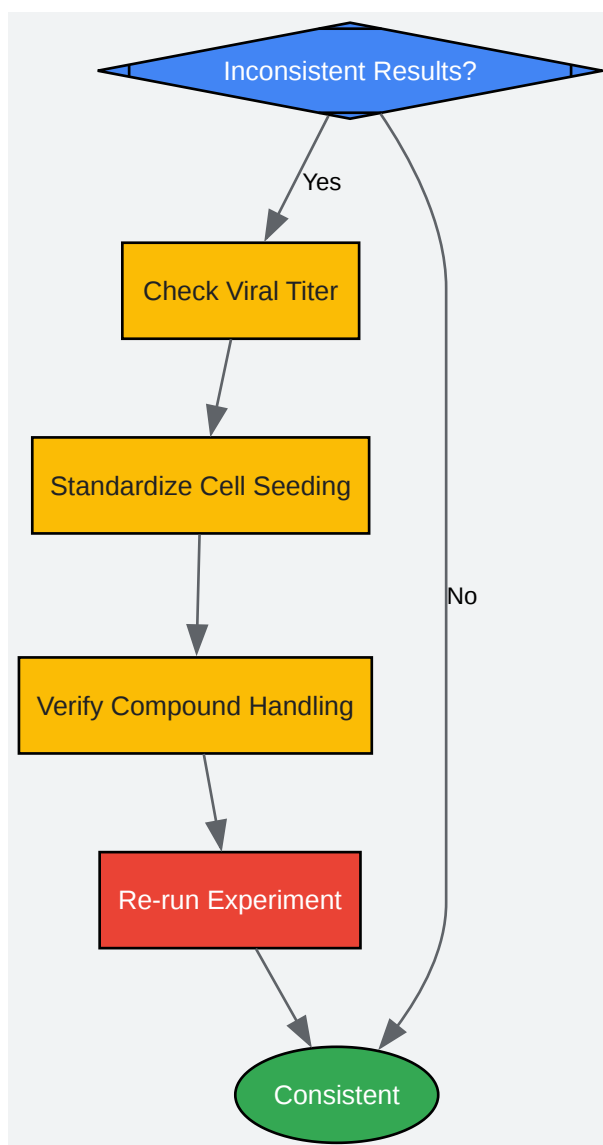 Inconsistent Results?
Yes
Check Viral Titer
Standardize Cell Seeding
No
Verify Compound Handling
Re-run Experiment
Consistent